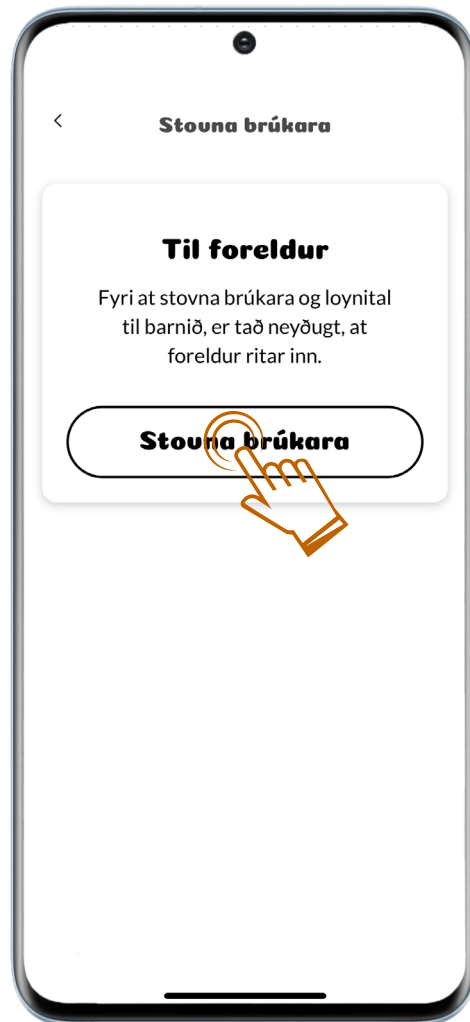 Stovna brúkara
Til foreldur
Fyri at stovna brúkara og loynital
til barnið, er tað neyðugt, at
foreldur ritar inn.
Stovna brúkara